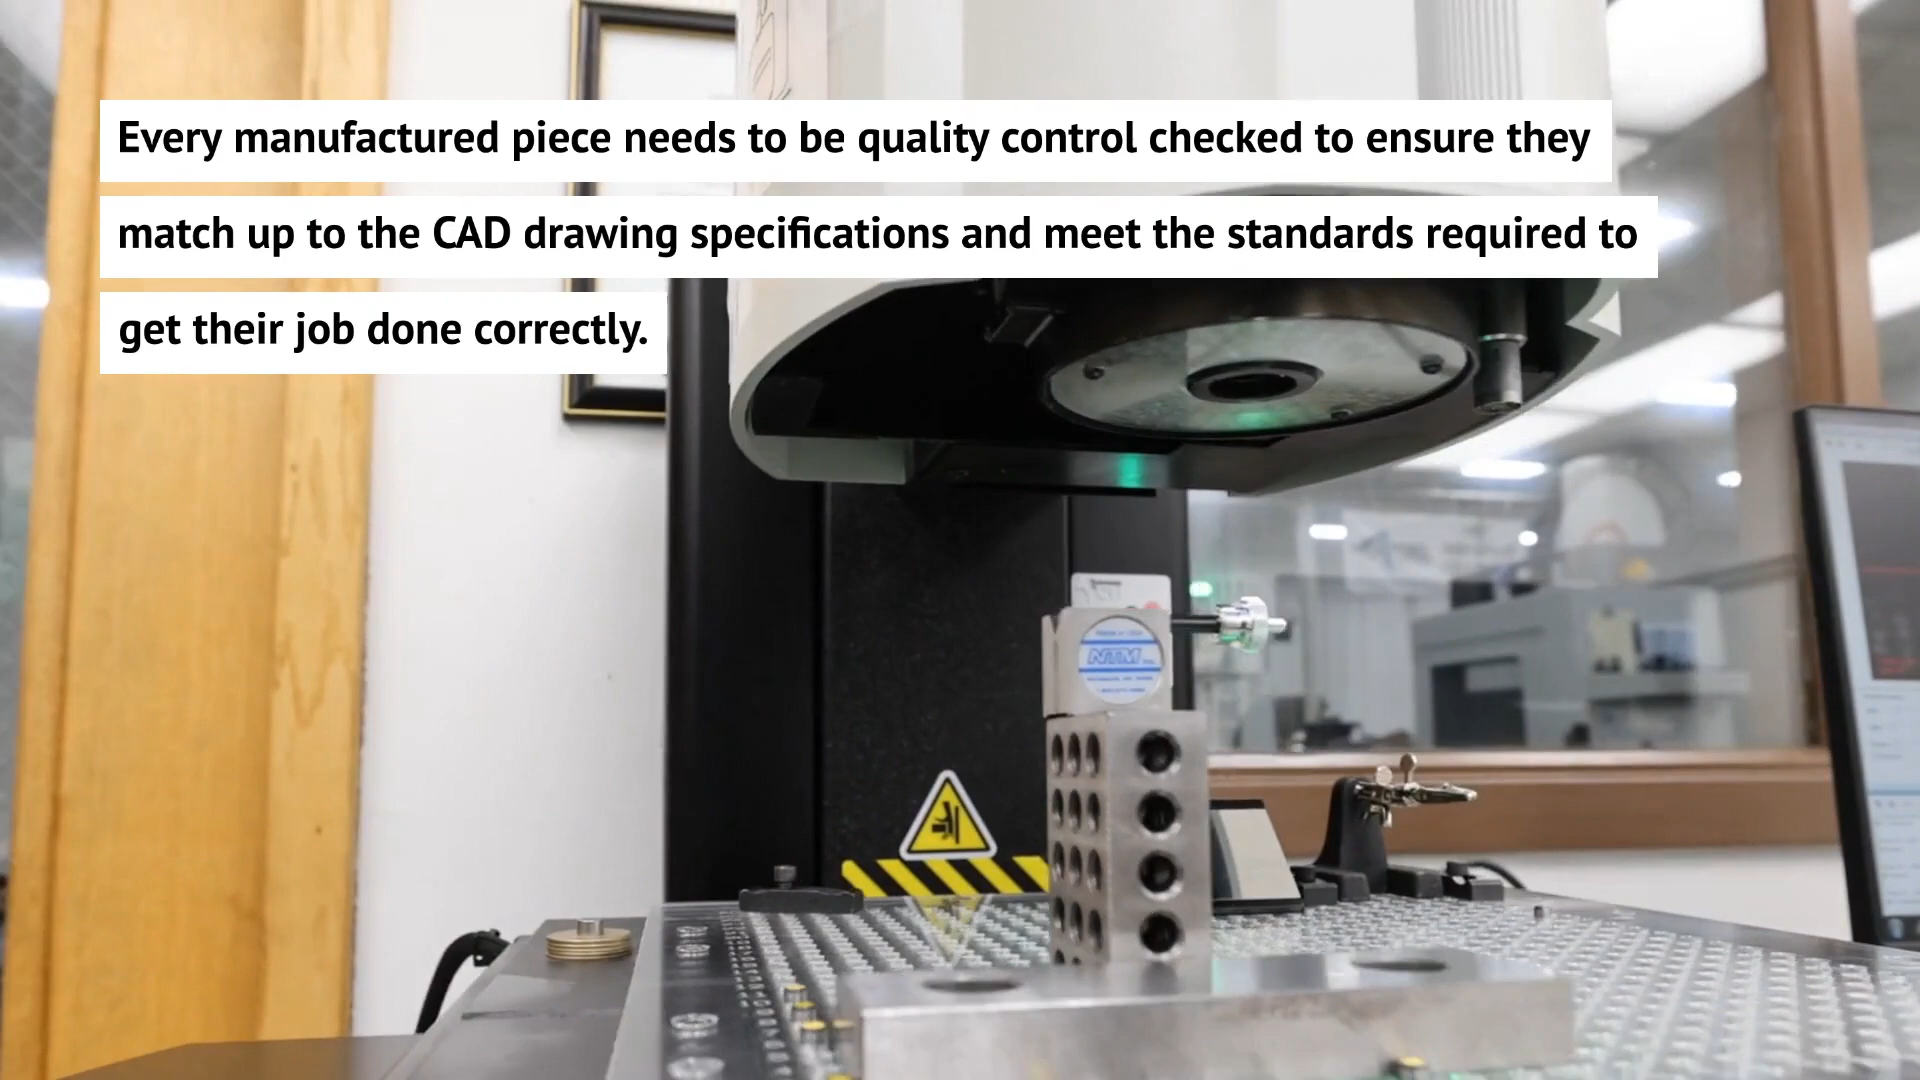 Every manufactured piece needs to be quality control checked to ensure they
match up to the CAD drawing specifications and meet the standards required to
get their job done correctly.
NTM